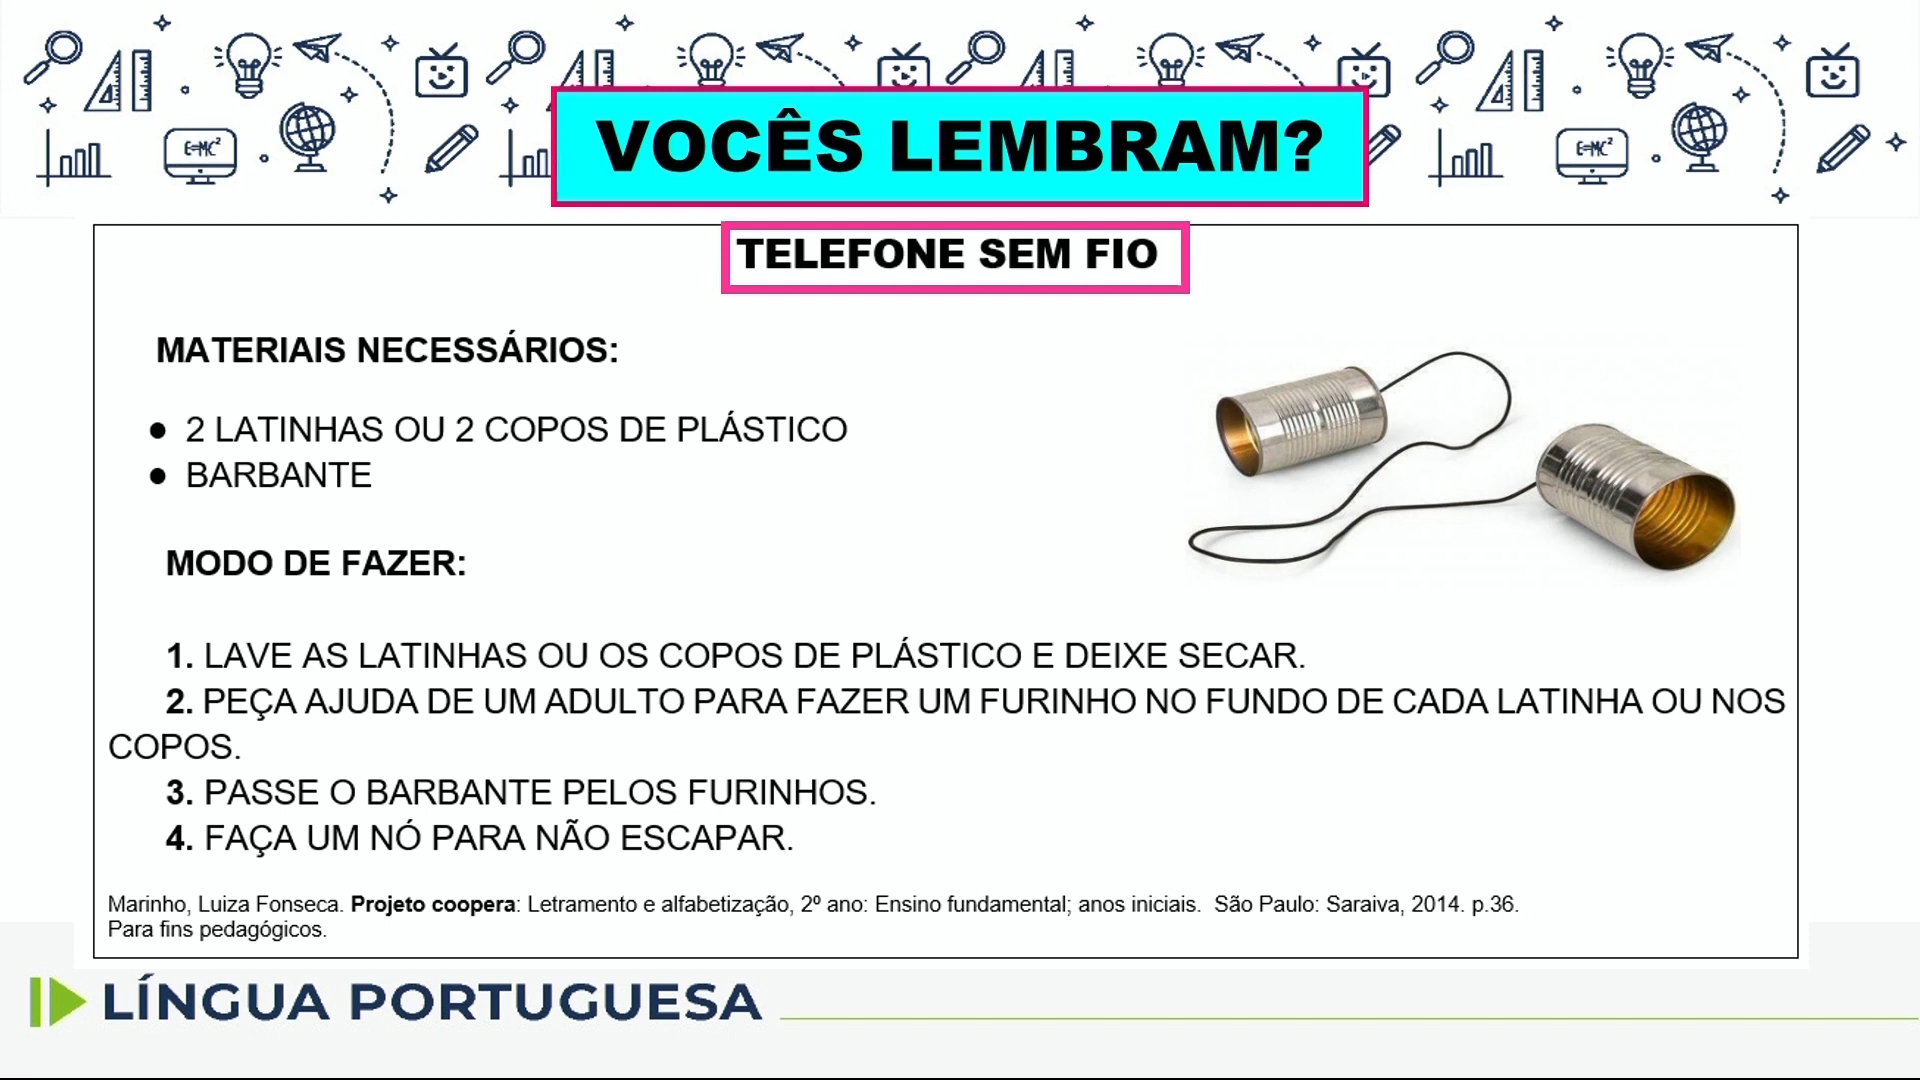 E=MC²
E=MC²
VOCÊS LEMBRAM?
TELEFONE SEM FIO
MATERIAIS NECESSÁRIOS:
● 2 LATINHAS OU 2 COPOS DE PLÁSTICO
● BARBANTE
MODO DE FAZER:
1. LAVE AS LATINHAS OU OS COPOS DE PLÁSTICO E DEIXE SECAR.
2. PEÇA AJUDA DE UM ADULTO PARA FAZER UM FURINHO NO FUNDO DE CADA LATINHA OU NOS
COPOS.
3. PASSE O BARBANTE PELOS FURINHOS.
4. FAÇA UM NÓ PARA NÃO ESCAPAR.
Marinho, Luiza Fonseca. Projeto coopera: Letramento e alfabetização, 2º ano: Ensino fundamental; anos iniciais. São Paulo: Saraiva, 2014. p.36.
Para fins pedagógicos.
LÍNGUA PORTUGUESA